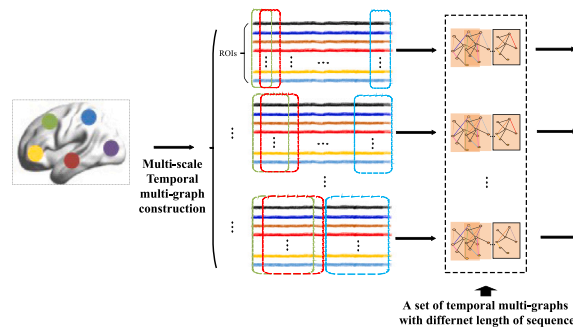 ROIs
Multi-scale
Temporal
multi-graph
construction
A set of temporal multi-graphs
with differnet length of sequence